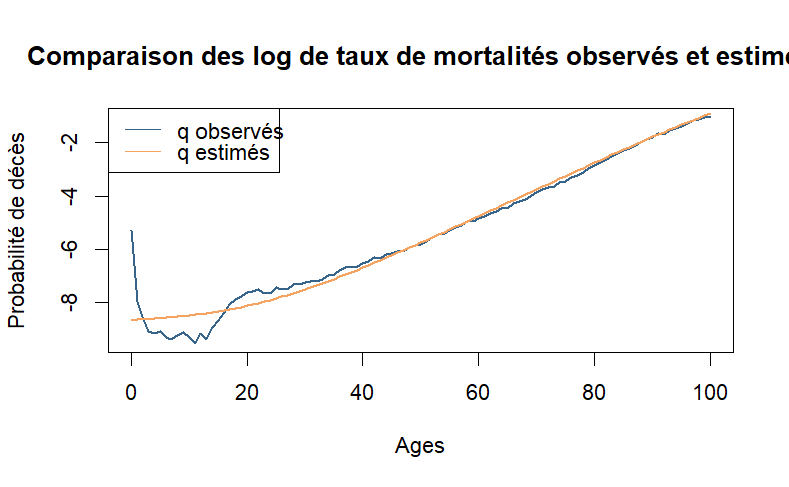 Comparaison des log de taux de mortalités observés et estimé
Probabilité de décès
q observés
q estimés
-2
-4
-6
-8
0 20 40 60 80 100
Ages